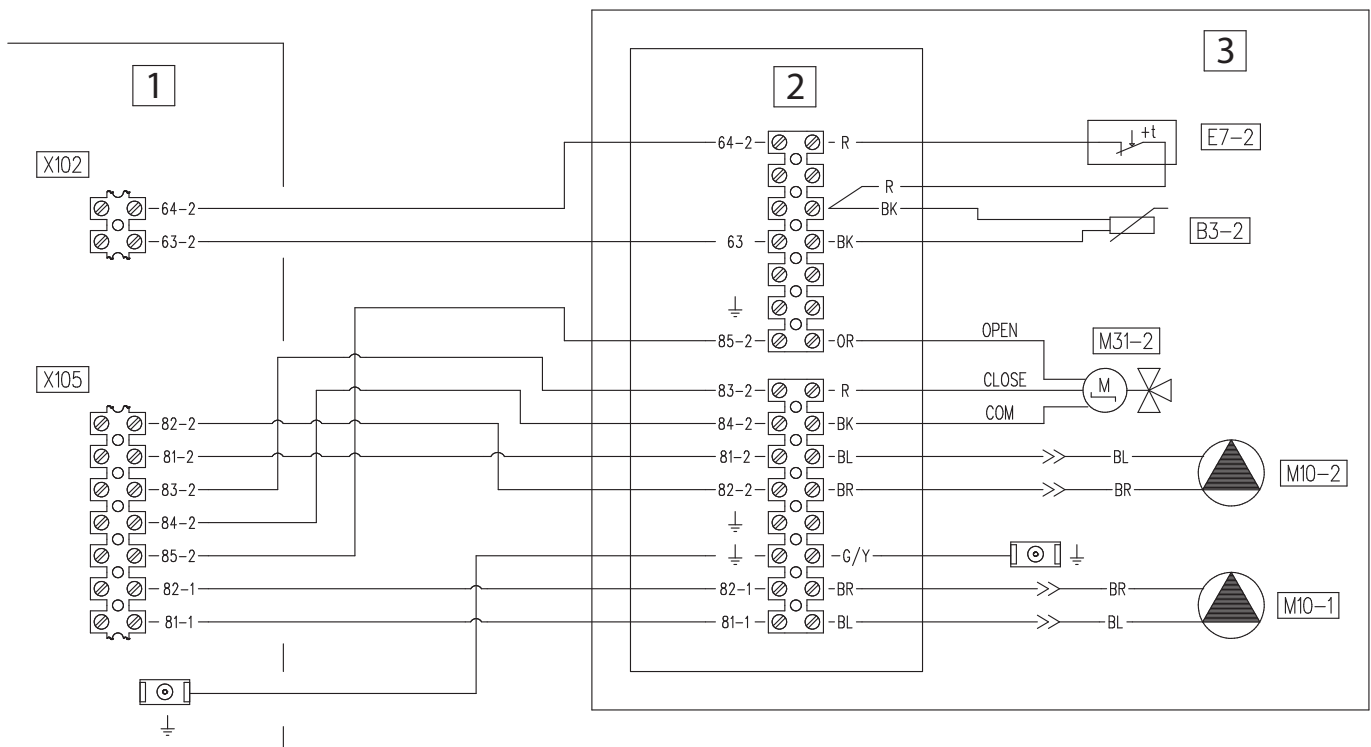 1
2
3
X102
64-2
63-2
64-2
R
+t
E7-2
R
BK
63
BK
B3-2
85-2
OR
OPEN
M31-2
X105
83-2
R
CLOSE
M
84-2
BK
COM
82-2
81-2
83-2
84-2
85-2
82-1
81-1
81-2
BL
BL
82-2
BR
BR
M10-2
G/Y
82-1
BR
BR
81-1
BL
BL
M10-1